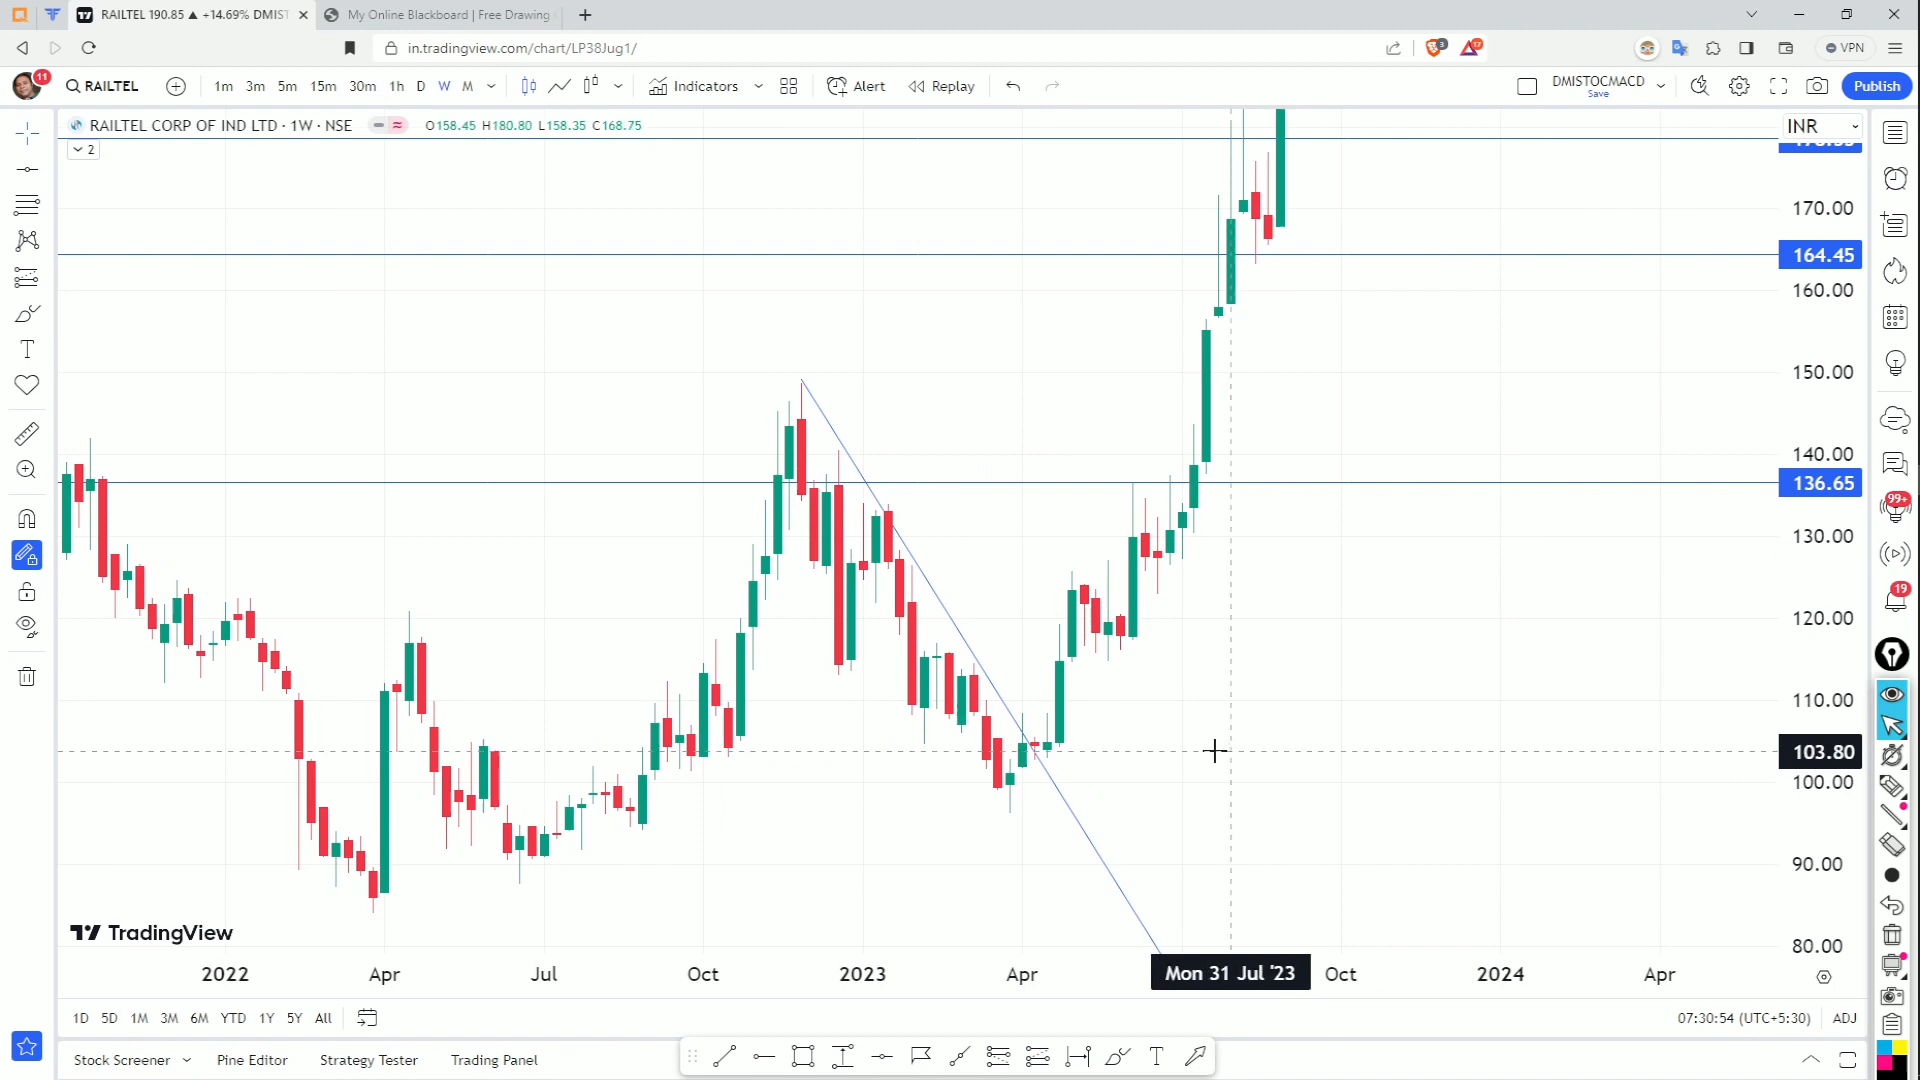 RAILTEL 190.85 ▲ +14.69% DMIST
My Online Blackboard | Free Drawing
in.tradingview.com/chart/LP38Jug1/
3
17
VPN
11
RAILTEL
1m 3m 5m 15m 30m 1h D W M
Indicators
Alert
Replay
DMISTOCMACD
Save
Publish
RAILTEL CORP OF IND LTD · 1W · NSE
O158.45 H180.80 L158.35 C168.75
INR
2
170.00
164.45
160.00
150.00
140.00
136.65
130.00
120.00
110.00
103.80
100.00
90.00
80.00
99+
19
TradingView
2022 Apr Jul Oct 2023 Apr Mon 31 Jul '23 Oct 2024 Apr
1D 5D 1M 3M 6M YTD 1Y 5Y All
07:30:54 (UTC+5:30) ADJ
Stock Screener Pine Editor Strategy Tester Trading Panel